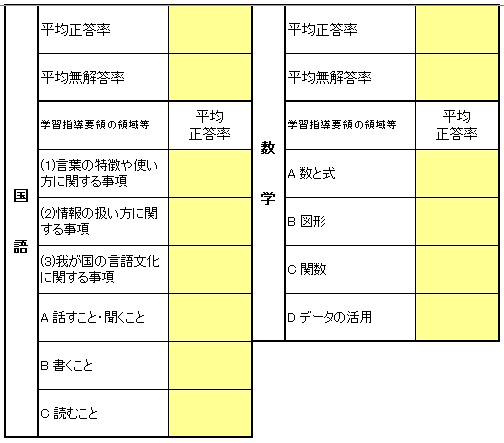 国語
平均正答率
平均無解答率
学習指導要領の領域等
平均
正答率
(1)言葉の特徴や使い
方に関する事項
(2)情報の扱い方に関
する事項
(3)我が国の言語文化
に関する事項
A 話すこと・聞くこと
B 書くこと
C 読むこと
数学
平均正答率
平均無解答率
学習指導要領の領域等
平均
正答率
A 数と式
B 図形
C 関数
D データの活用